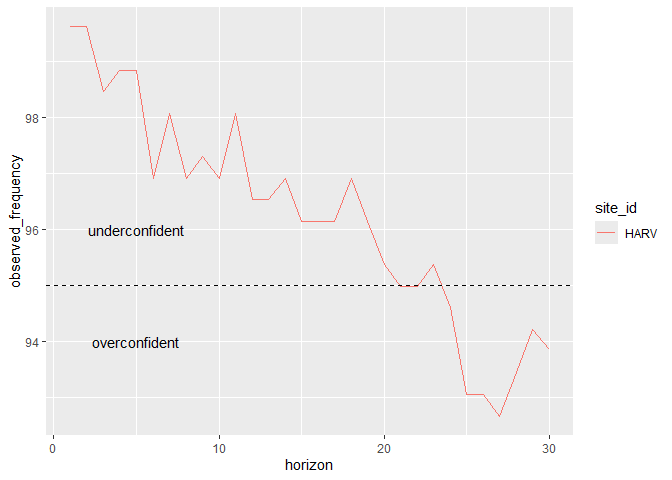 98
96
94
observed_frequency
underconfident
overconfident
0
10
20
30
horizon
site_id
HARV